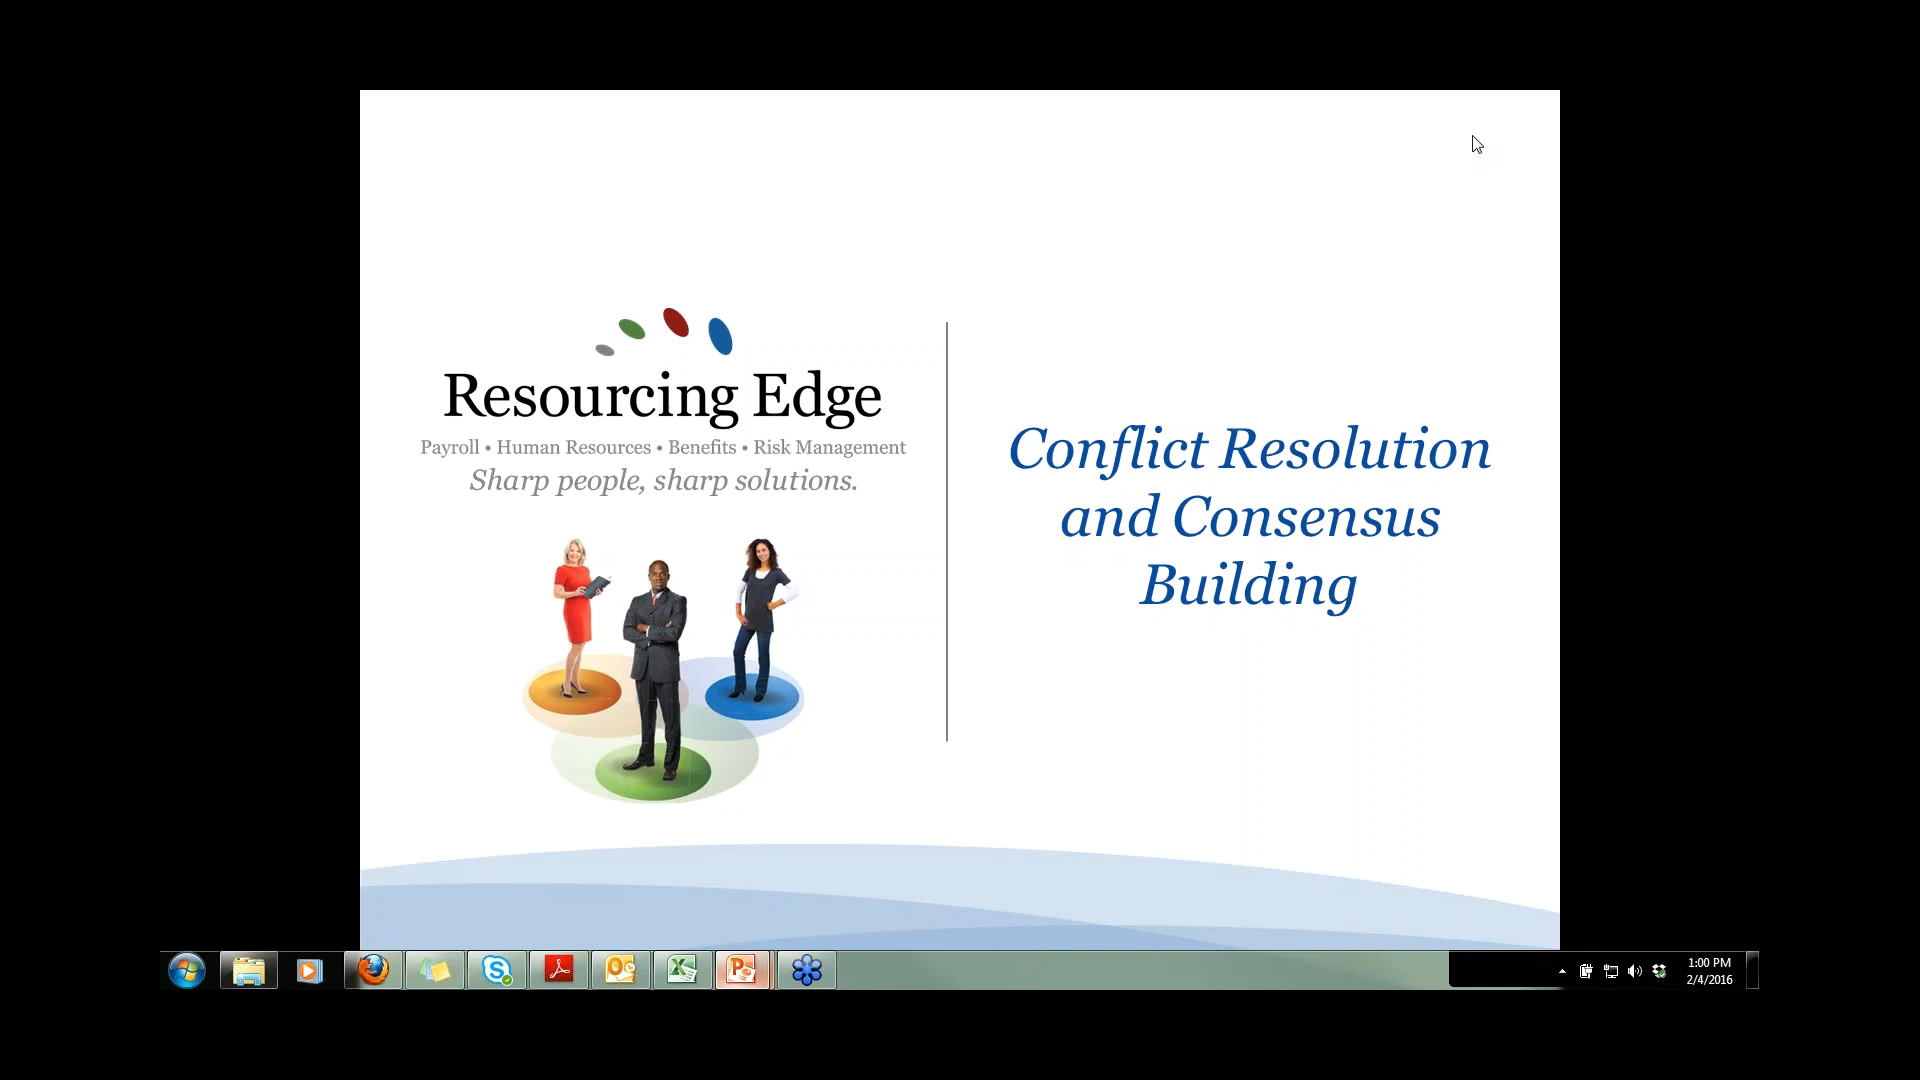 Resourcing Edge
Payroll • Human Resources • Benefits • Risk Management
Sharp people, sharp solutions.
Conflict Resolution
and Consensus
Building
1:00 PM
2/4/2016